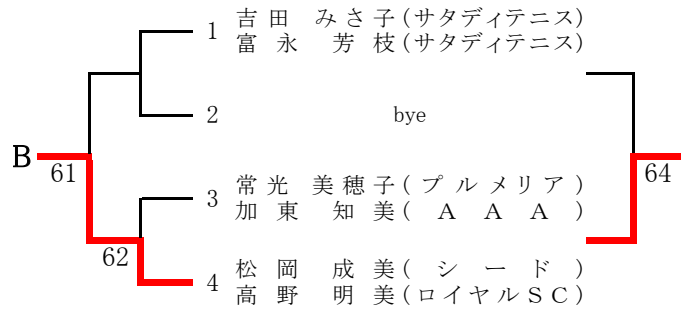 1 吉田 みさ子(サタディテニス)
富永 芳枝(サタディテニス)
2 bye
B
61
64
3 常光 美穂子(プルメリア)
加東 知美(AAA)
62
4 松岡 成美(シード)
高野 明美(ロイヤルSC)